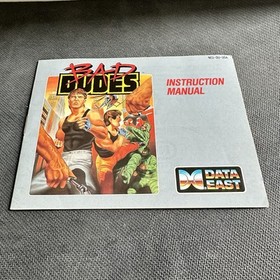 BAD
DUDES
INSTRUCTION
MANUAL
DATA
EAST